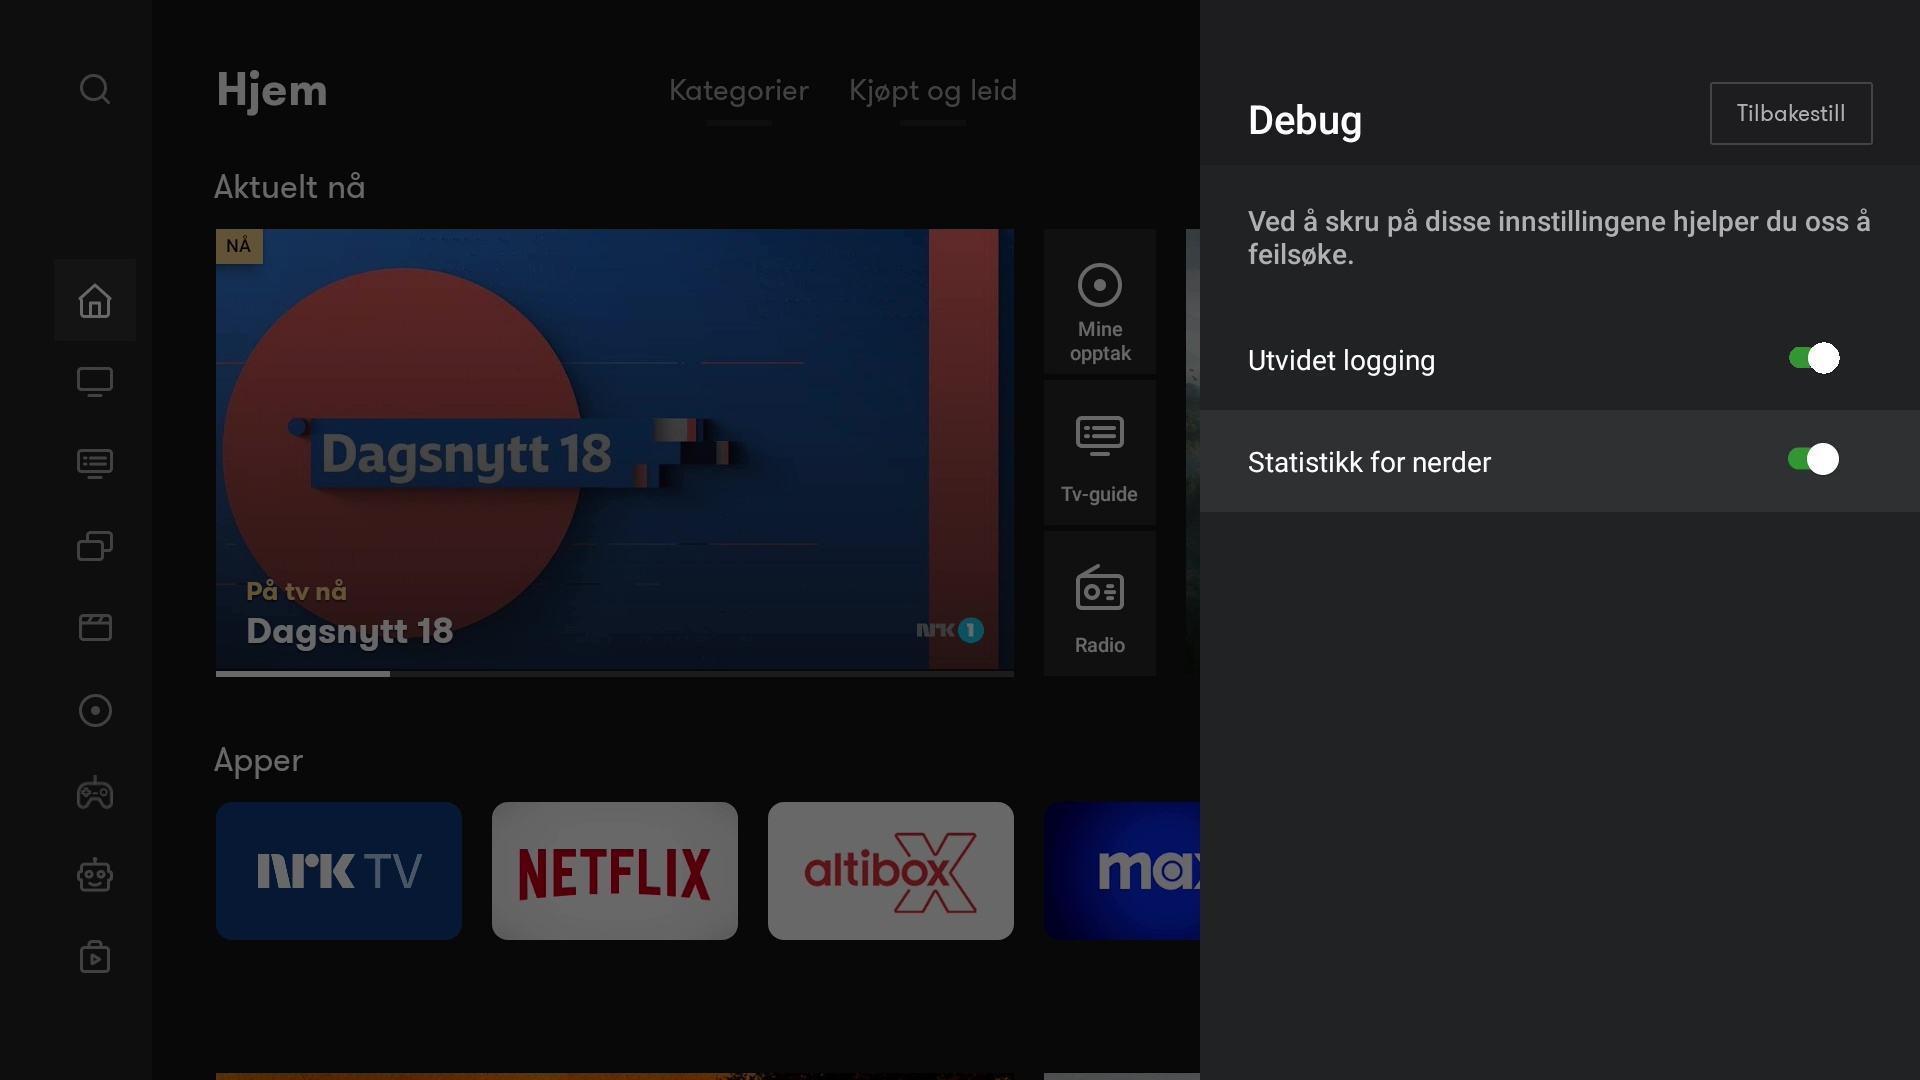 Hjem
Kategorier
Kjøpt og leid
Aktuelt nå
NÅ
Dagsnytt 18
På tv nå
Dagsnytt 18
NRK 1
Mine
opptak
Tv-guide
Radio
Apper
NRK TV
NETFLIX
altibox X
max
Debug
Tilbakestill
Ved å skru på disse innstillingene hjelper du oss å
feilsøke.
Utvidet logging
Statistikk for nerder